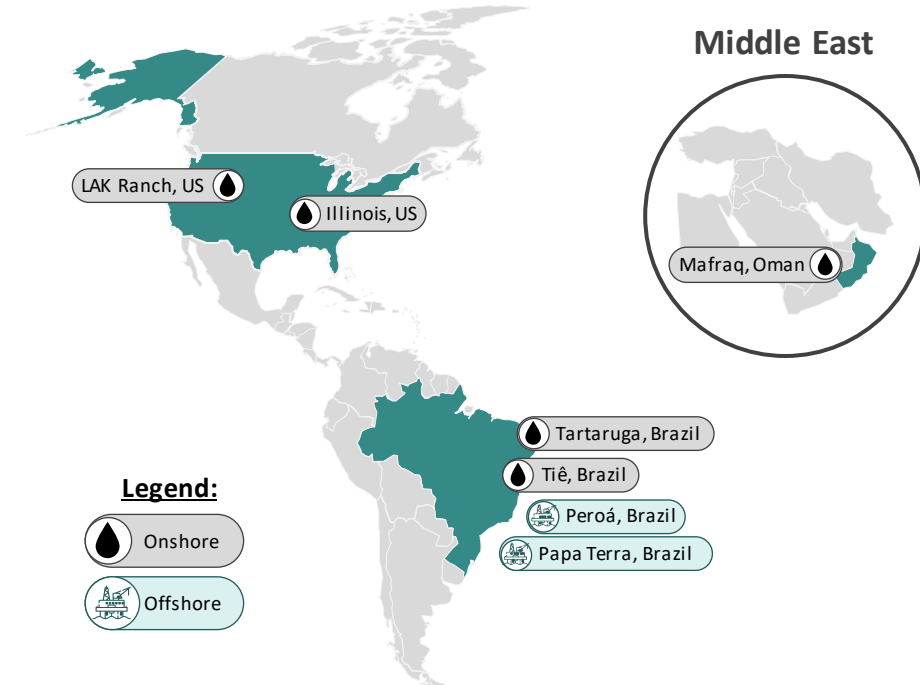 Middle East
LAK Ranch, US
Illinois, US
Mafraq, Oman
Tartaruga, Brazil
Tiê, Brazil
Peroá, Brazil
Papa Terra, Brazil
Legend:
Onshore
Offshore